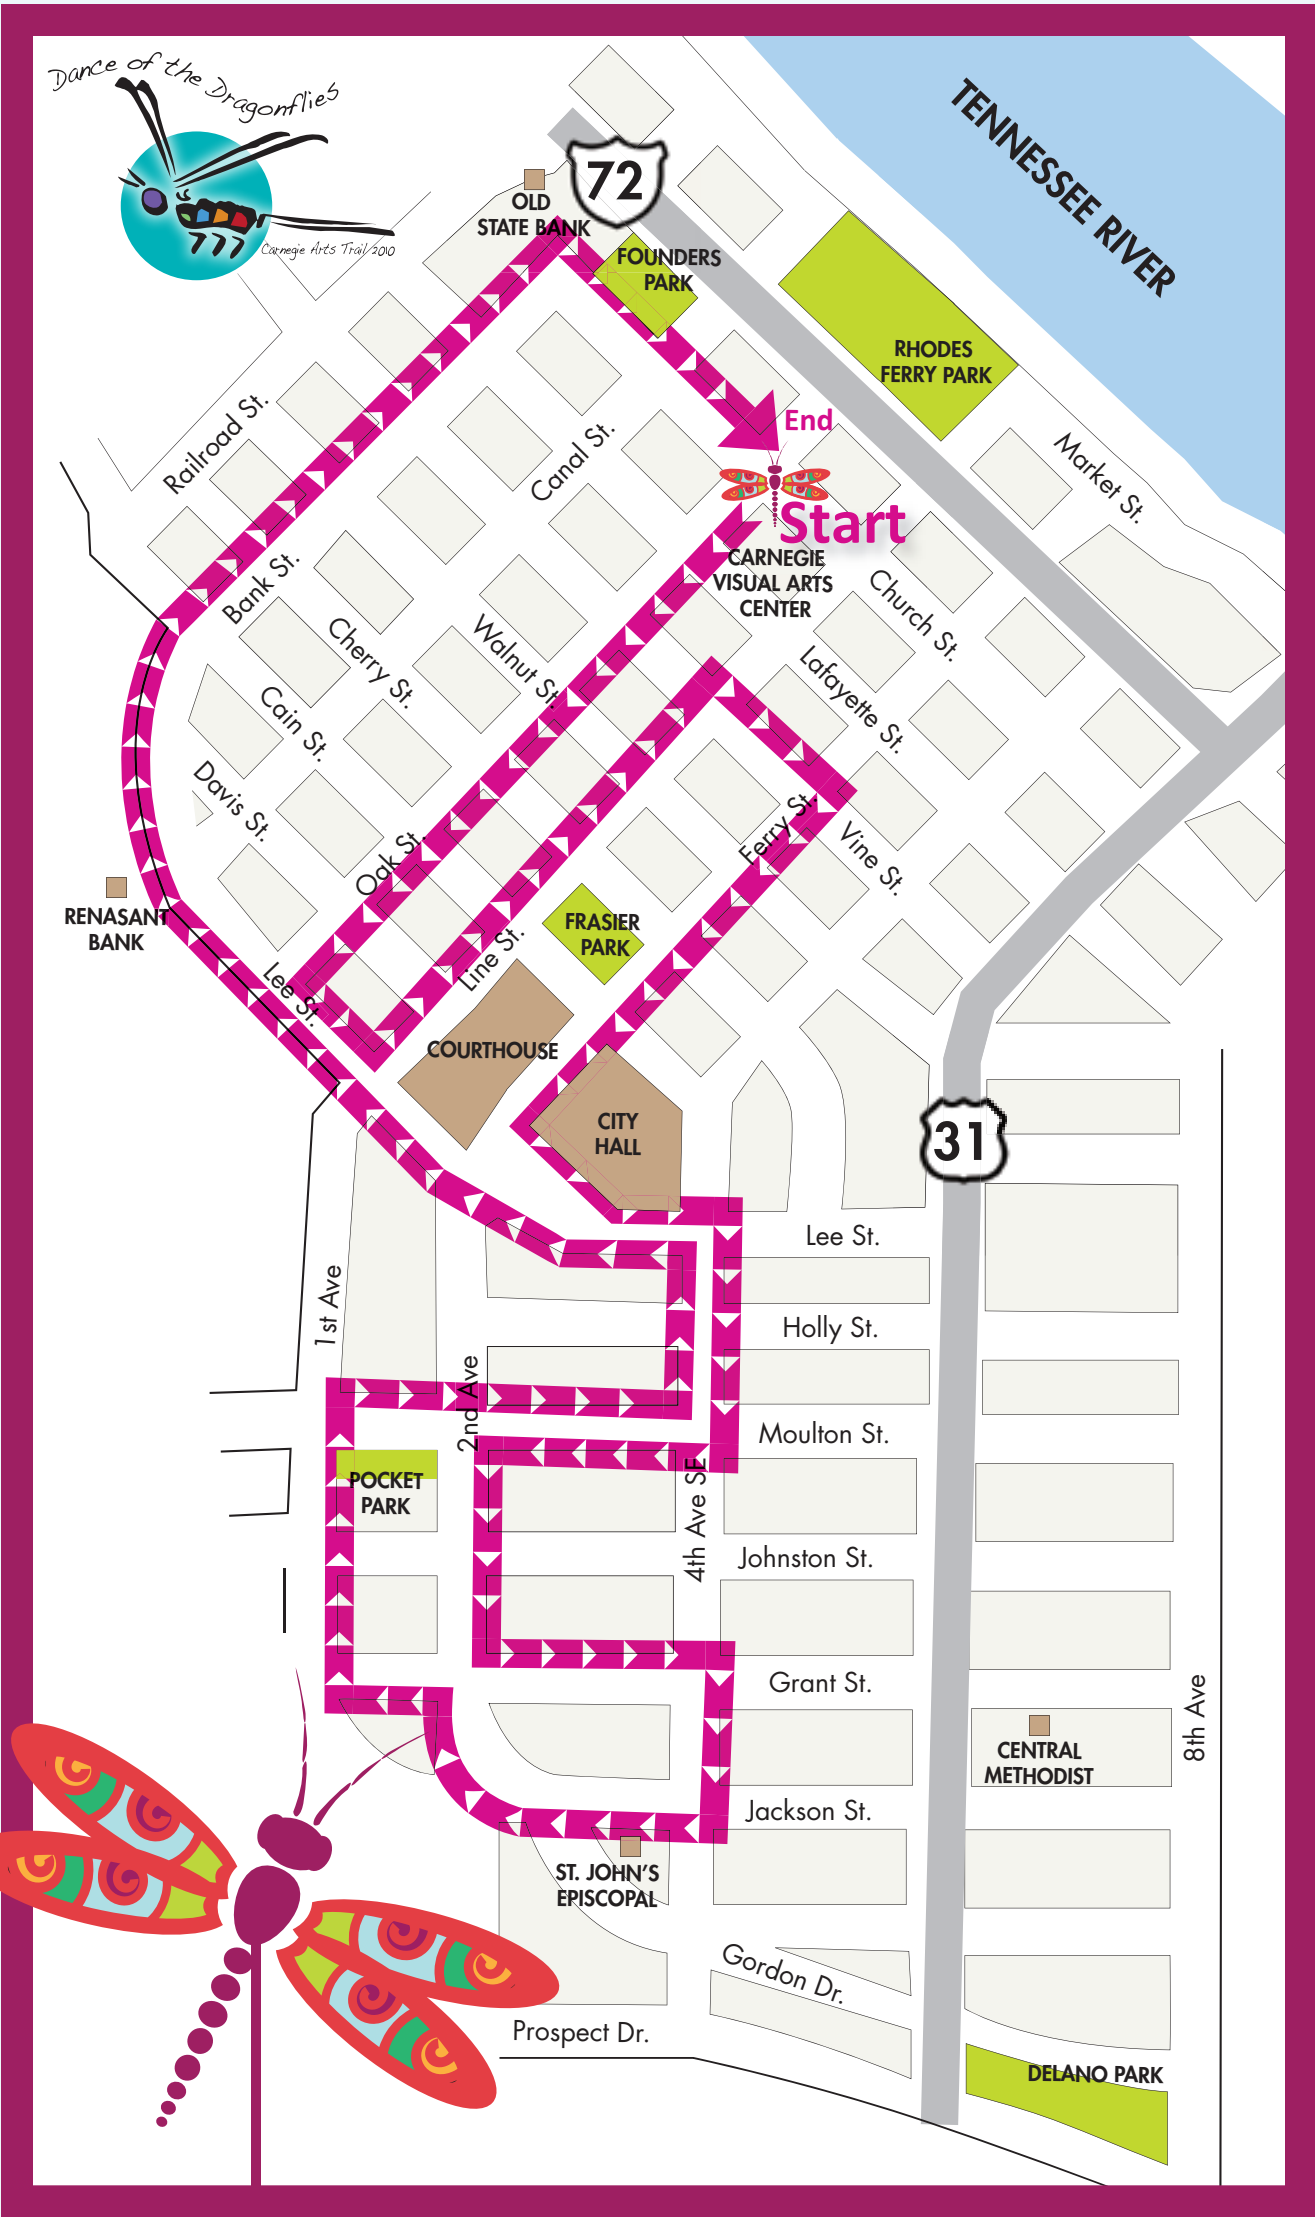 Dance of the Dragonflies
Carnegie Arts Trail 2010
72
OLD
STATE BANK
FOUNDERS
PARK
TENNESSEE RIVER
RHODES
FERRY PARK
End
Start
Market St.
Railroad St.
Canal St.
CARNEGIE
VISUAL ARTS
CENTER
Church St.
Bank St.
Cherry St.
Walnut St.
Lafayette St.
Cain St.
Davis St.
Oak St.
Ferry St.
Vine St.
RENASANT
BANK
Line St.
FRASIER
PARK
Lee St.
COURTHOUSE
CITY
HALL
31
Lee St.
1st Ave
Holly St.
2nd Ave
Moulton St.
POCKET
PARK
4th Ave SE
Johnston St.
Grant St.
8th Ave
CENTRAL
METHODIST
Jackson St.
ST. JOHN'S
EPISCOPAL
Gordon Dr.
Prospect Dr.
DELANO PARK